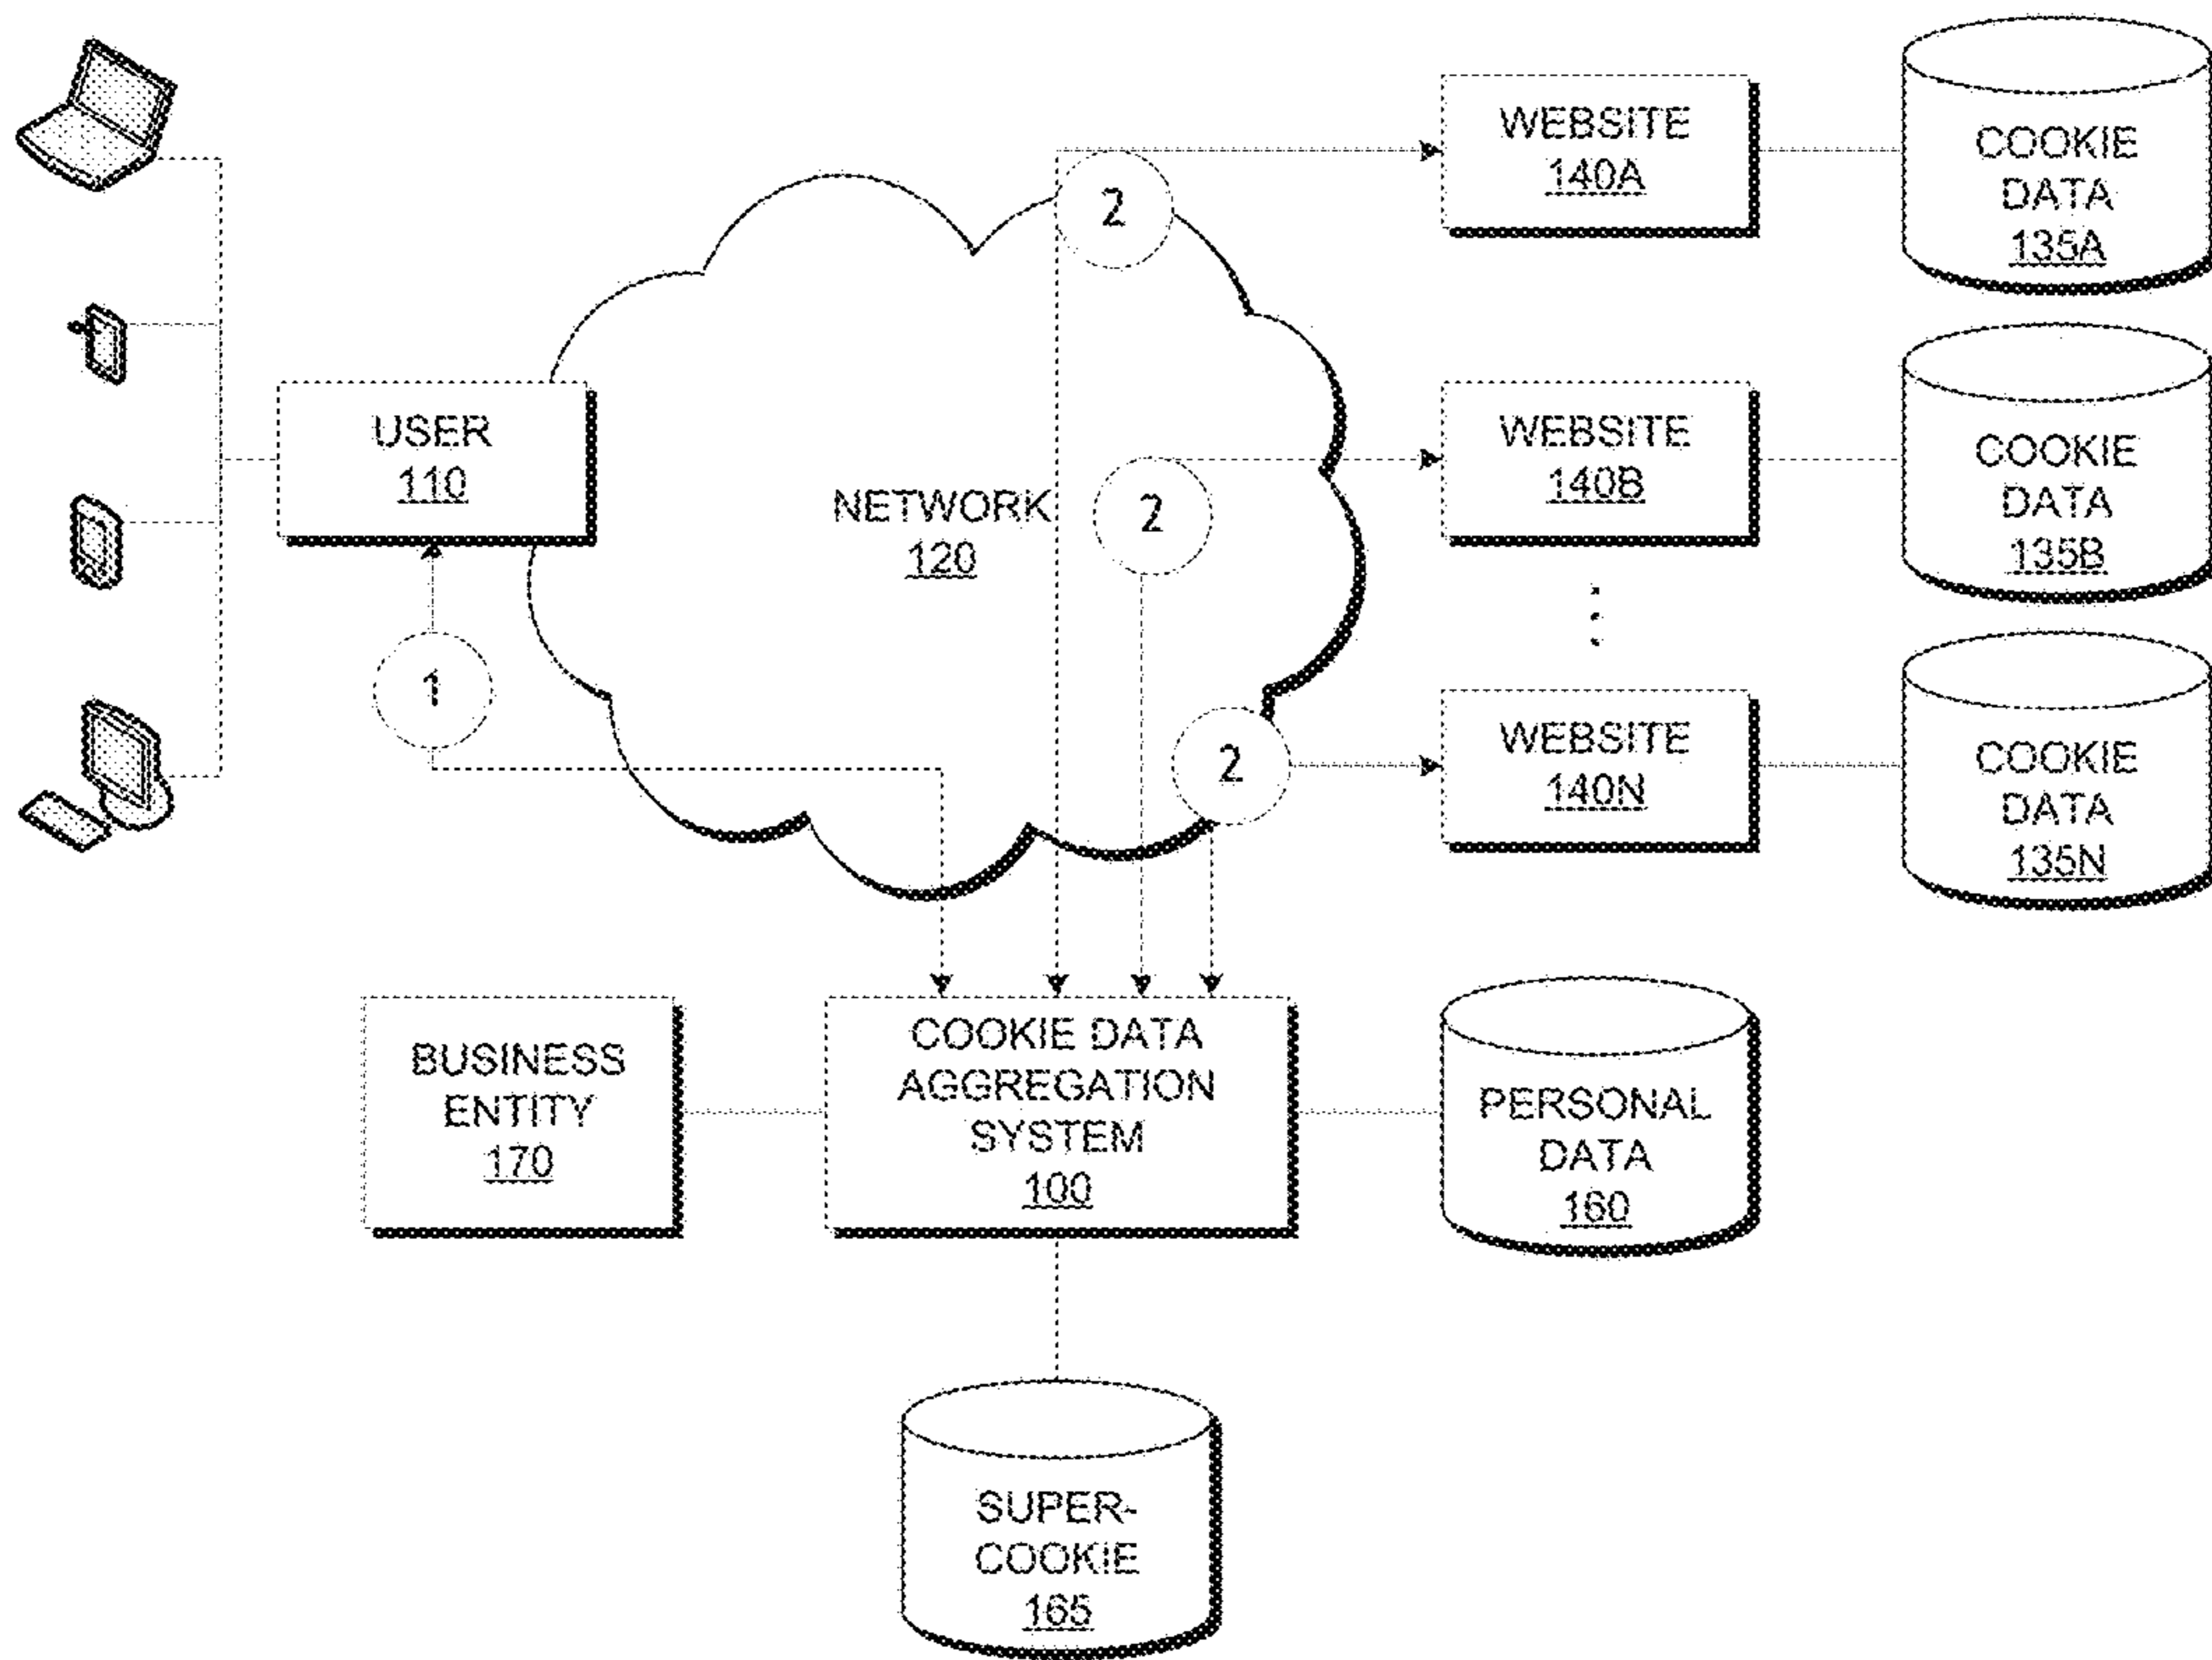 WEBSITE
140A
COOKIE
DATA
135A
2
USER
110
NETWORK
120
2
WEBSITE
140B
COOKIE
DATA
135B
1
2
WEBSITE
140N
COOKIE
DATA
135N
BUSINESS
ENTITY
170
COOKIE DATA
AGGREGATION
SYSTEM
100
PERSONAL
DATA
160
SUPER-
COOKIE
165